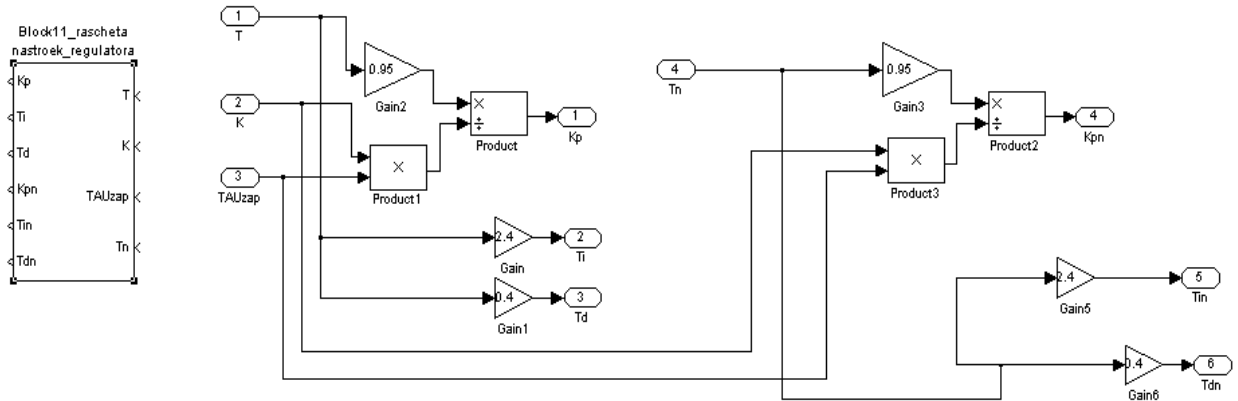 Block11_rascheta
nastroek_regulatora
Kp
Ti
Td
Kpn
Tin
Tdn
T
K
TAUzap
Tn
1
T
2
K
3
TAUzap
0.95
Gain2
×
Product1
×
÷
Product
1
Kp
2.4
Gain
2
Ti
0.4
Gain1
3
Td
4
Tn
0.95
Gain3
×
Product3
×
÷
Product2
4
Kpn
2.4
Gain5
5
Tin
0.4
Gain6
6
Tdn